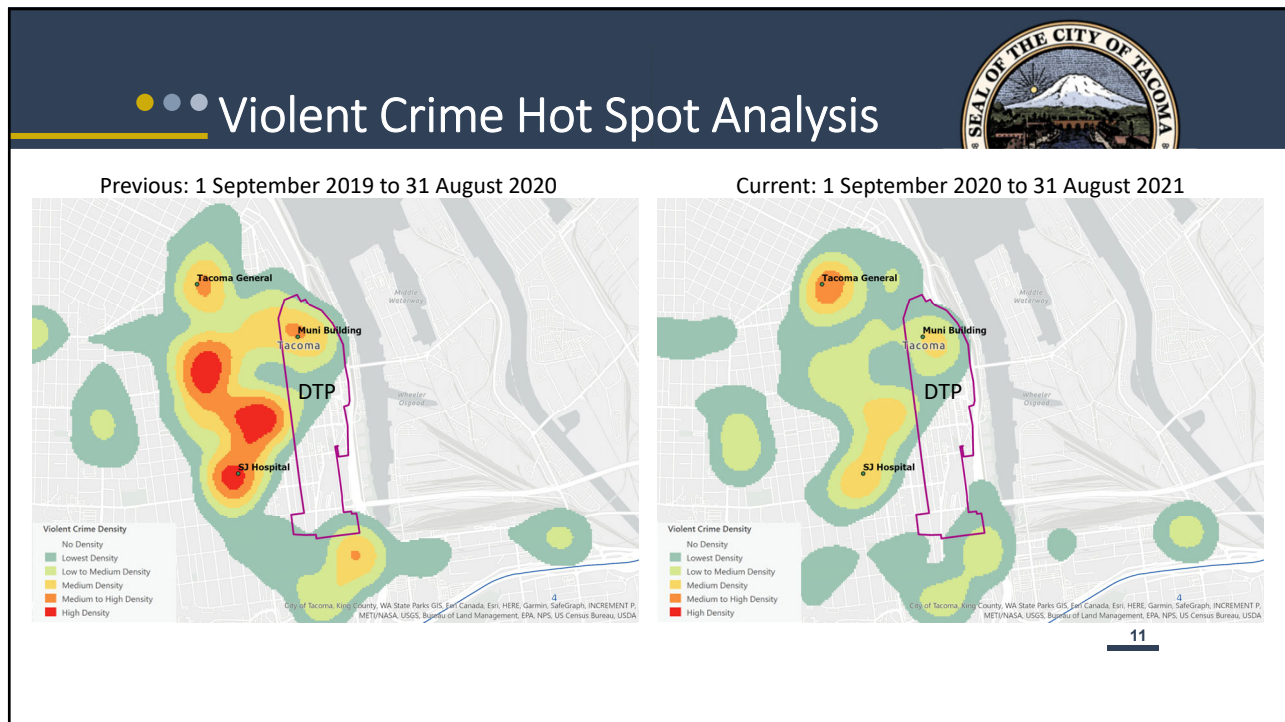 Violent Crime Hot Spot Analysis
SEAL OF THE CITY OF TACOMA
Previous: 1 September 2019 to 31 August 2020
Tacoma General
Muni Building
Tacoma
DTP
SJ Hospital
Middle
Waterway
Wheeler
Osgood
Violent Crime Density
No Density
Lowest Density
Low to Medium Density
Medium Density
Medium to High Density
High Density
4
City of Tacoma, King County, WA State Parks GIS, Esri Canada, Esri, HERE, Garmin, SafeGraph, INCREMENT P,
METI/NASA, USGS, Bureau of Land Management, EPA, NPS, US Census Bureau, USDA
Current: 1 September 2020 to 31 August 2021
Tacoma General
Muni Building
Tacoma
DTP
SJ Hospital
Middle
Waterway
Wheeler
Osgood
Violent Crime Density
No Density
Lowest Density
Low to Medium Density
Medium Density
Medium to High Density
High Density
4
City of Tacoma, King County, WA State Parks GIS, Esri Canada, Esri, HERE, Garmin, SafeGraph, INCREMENT P,
METI/NASA, USGS, Bureau of Land Management, EPA, NPS, US Census Bureau, USDA
11